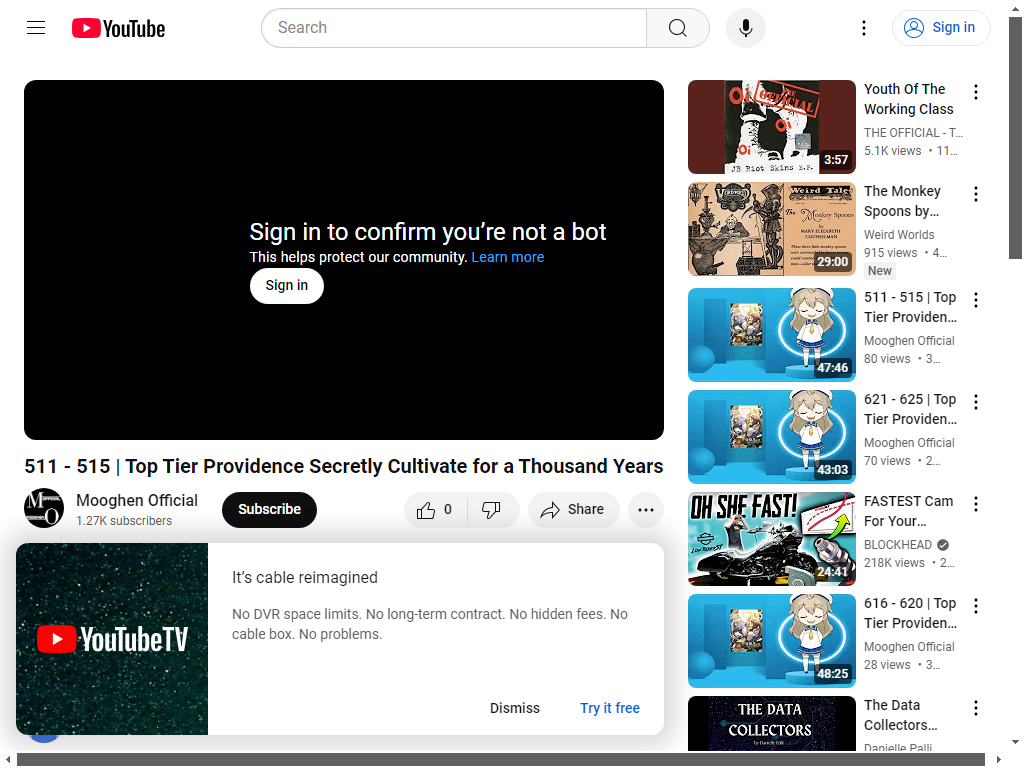 YouTube
Search
Sign in
Sign in to confirm you're not a bot
This helps protect our community. Learn more
Sign in
511 - 515 | Top Tier Providence Secretly Cultivate for a Thousand Years
Mooghen Official
1.27K subscribers
Subscribe
0
Share
YouTubeTV
It's cable reimagined
No DVR space limits. No long-term contract. No hidden fees. No
cable box. No problems.
Dismiss
Try it free
THE OFFICIAL
Oi
Oi
Oi
JB Riot Skins E.P.
3:57
Youth Of The
Working Class
THE OFFICIAL - T...
5.1K views • 11...
Weird Tales
The Monkey Spoons
by
MARY ELIZABETH
COUNSELMAN
29:00
The Monkey
Spoons by...
Weird Worlds
915 views • 4...
New
47:46
511 - 515 | Top
Tier Providen...
Mooghen Official
80 views • 3...
43:03
621 - 625 | Top
Tier Providen...
Mooghen Official
70 views • 2...
OH SHE FAST!
24:41
FASTEST Cam
For Your...
BLOCKHEAD
218K views • 2...
48:25
616 - 620 | Top
Tier Providen...
Mooghen Official
28 views • 3...
THE DATA
COLLECTORS
by Danielle Palli
The Data
Collectors...
Danielle Palli